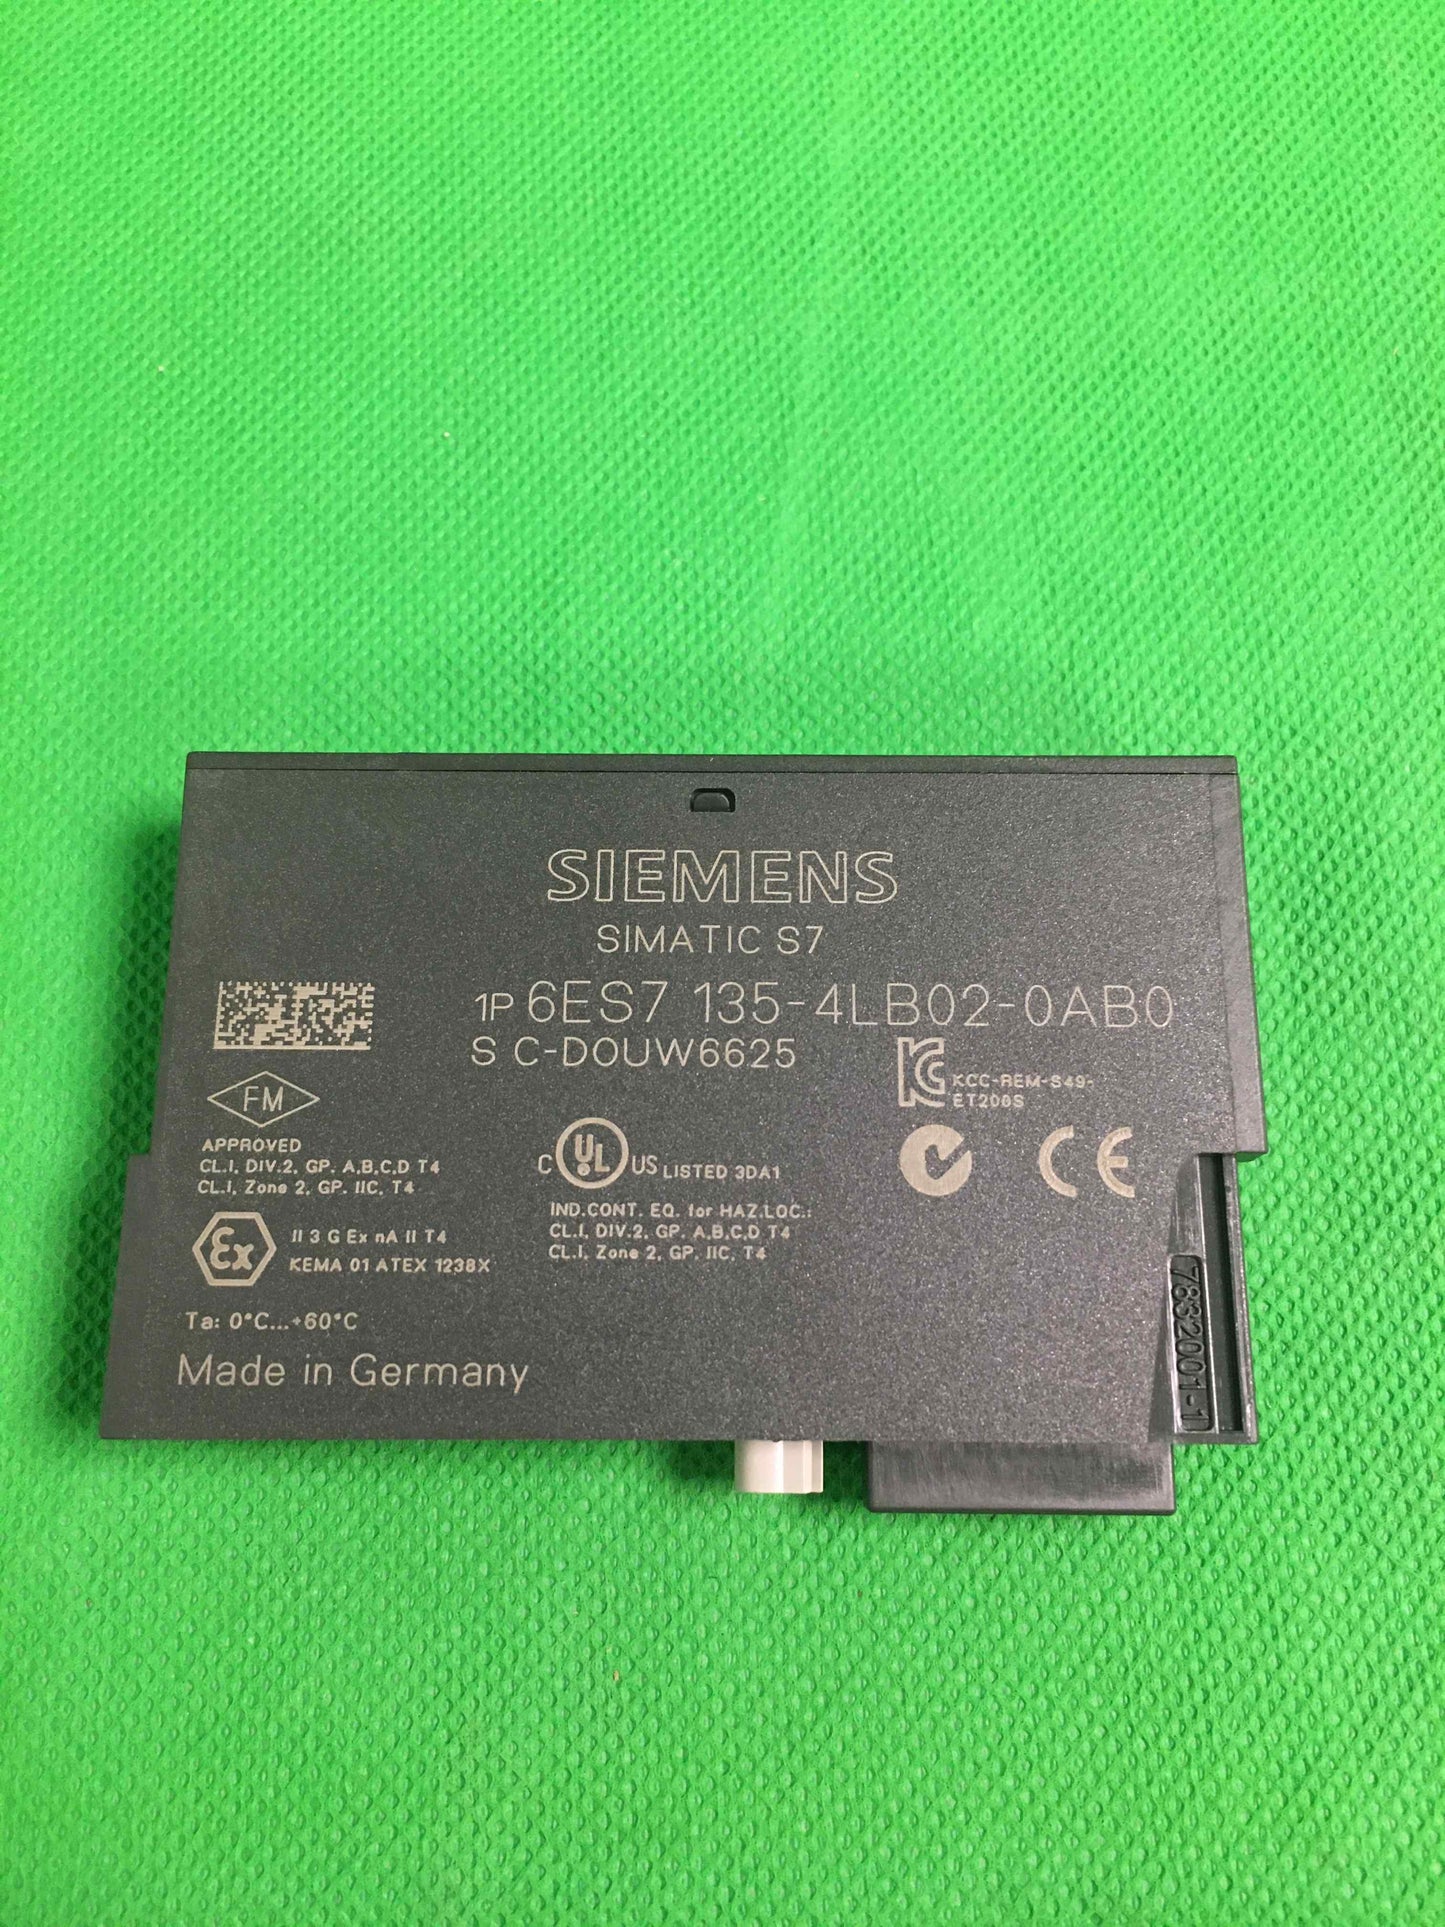 SIEMENS
SIMATIC S7
1P 6ES7 135-4LB02-0AB0
S C-D0UW6625
KCC-REM-S49-
ET200S
FM
APPROVED
CL.I, DIV.2, GP. A,B,C,D T4
CL.I, Zone 2, GP. IIC, T4
C UL US LISTED 3DA1
IND.CONT. EQ. for HAZ.LOC.:
CL.I, DIV.2, GP. A,B,C,D T4
CL.I, Zone 2, GP. IIC, T4
CE
Ex II 3 G Ex nA II T4
KEMA 01 ATEX 1238X
Ta: 0°C...+60°C
Made in Germany
7832001-1